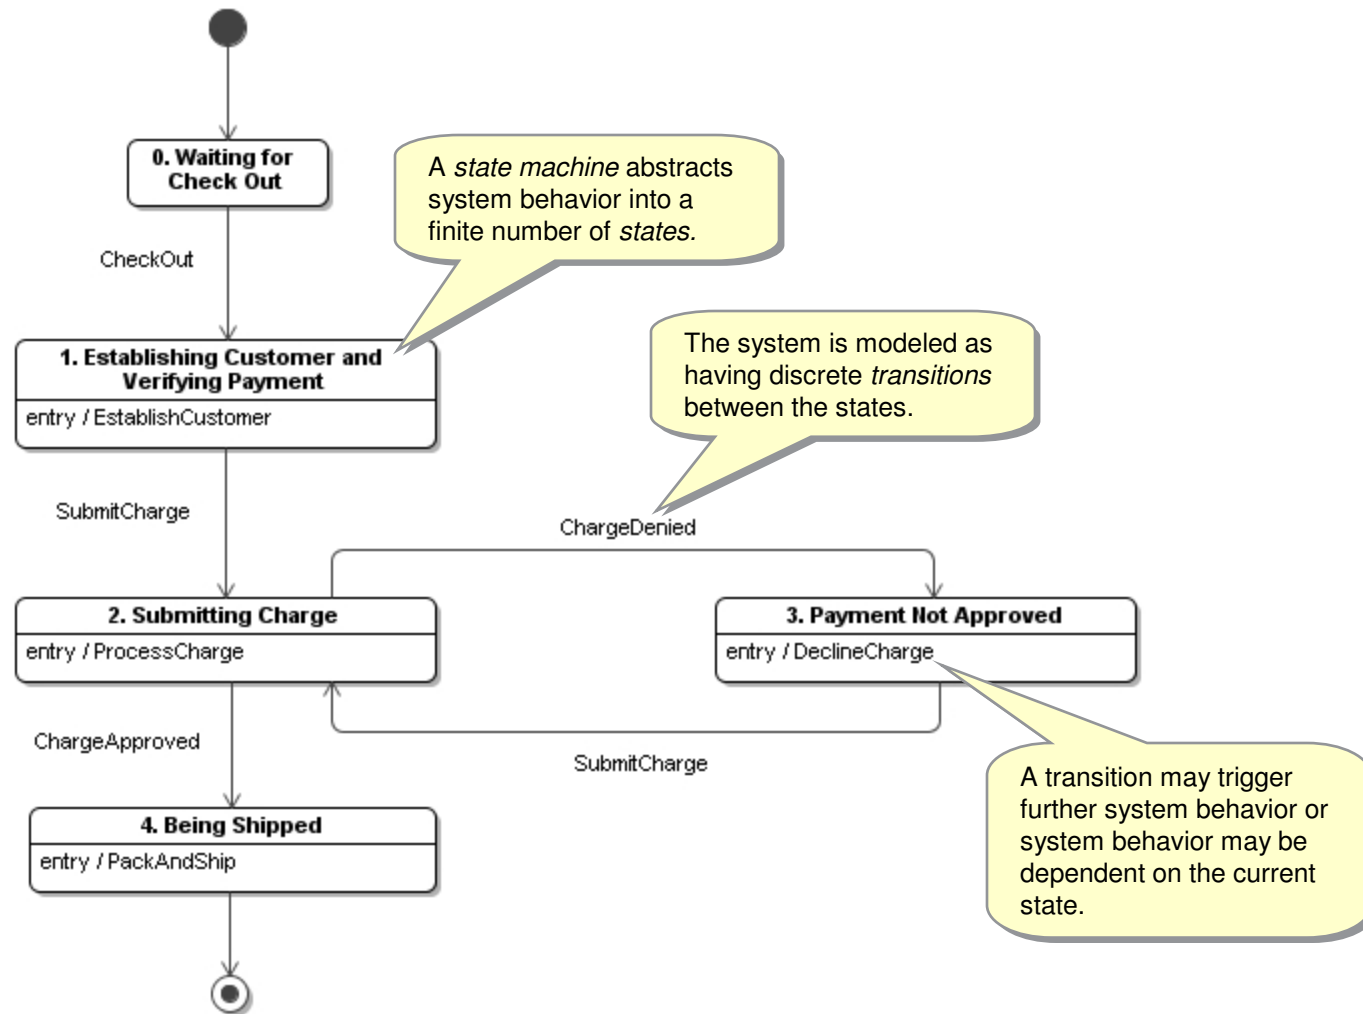 0. Waiting for
Check Out
A state machine abstracts
system behavior into a
finite number of states.
CheckOut
1. Establishing Customer and
Verifying Payment
entry / EstablishCustomer
The system is modeled as
having discrete transitions
between the states.
SubmitCharge
ChargeDenied
2. Submitting Charge
entry / ProcessCharge
3. Payment Not Approved
entry / DeclineCharge
ChargeApproved
SubmitCharge
A transition may trigger
further system behavior or
system behavior may be
dependent on the current
state.
4. Being Shipped
entry / PackAndShip